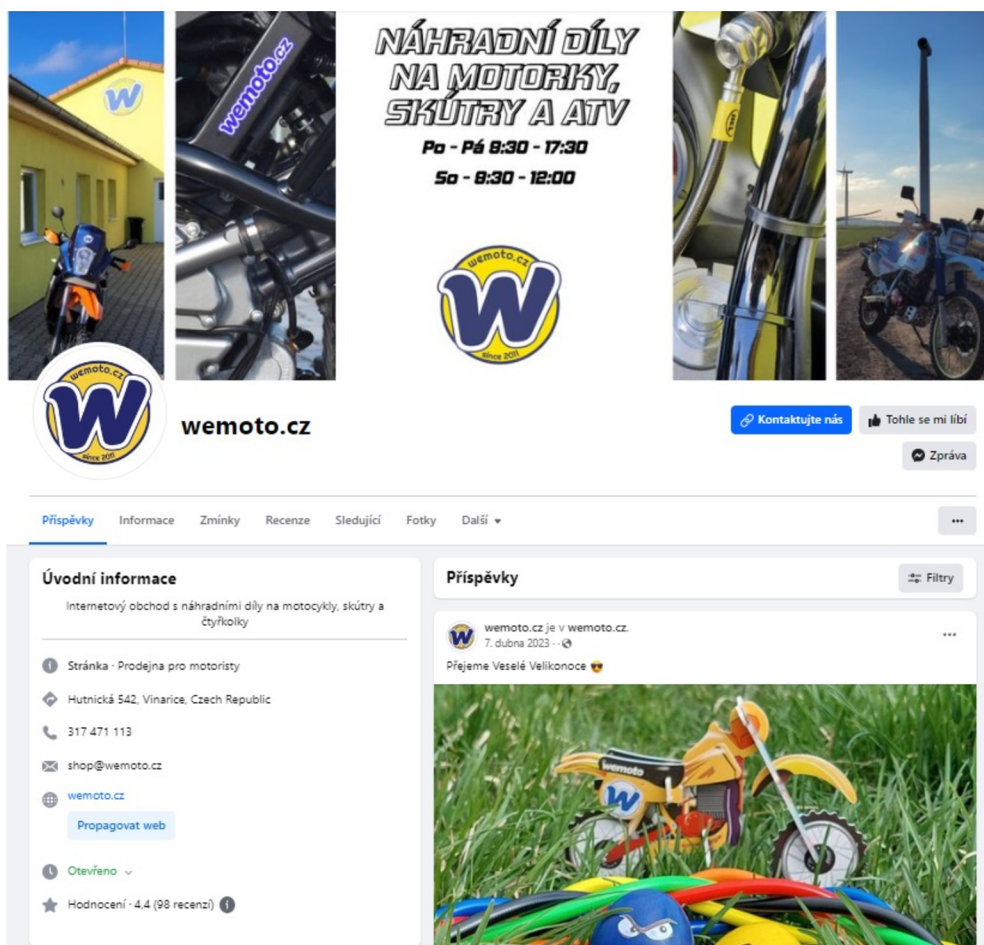 NÁHRADNÍ DÍLY
NA MOTORKY,
SKÚTRY A ATV
Po - Pá 8:30 - 17:30
So - 8:30 - 12:00
W
wemoto.cz
wemoto.cz
W
since 2011
wemoto.cz
W
since 2011
wemoto.cz
Kontaktujte nás
Tohle se mi líbí
Zpráva
Příspěvky Informace Zmínky Recenze Sledující Fotky Další
Úvodní informace
Internetový obchod s náhradními díly na motocykly, skútry a
čtyřkolky
Stránka · Prodejna pro motoristy
Hutnická 542, Vinarice, Czech Republic
317 471 113
shop@wemoto.cz
wemoto.cz
Propagovat web
Otevřeno
Hodnocení · 4,4 (98 recenzí)
Příspěvky
Filtry
W
wemoto.cz je v wemoto.cz.
7. dubna 2023 ·
Přejeme Veselé Velikonoce 😎
wemoto
W